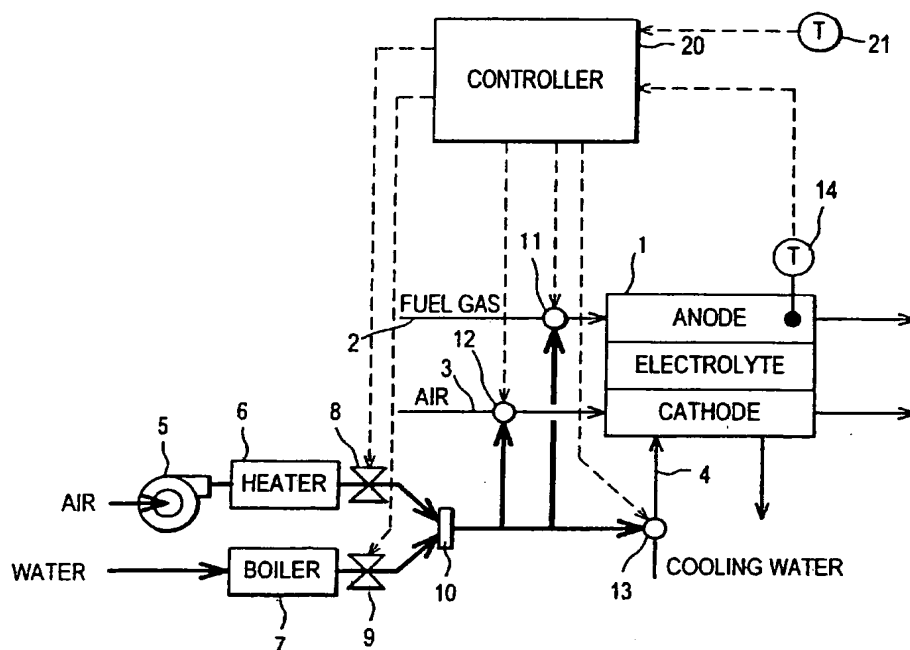 CONTROLLER
20
T
21
14
T
11
1
FUEL GAS
2
ANODE
12
ELECTROLYTE
3
AIR
CATHODE
5
6
8
4
AIR
HEATER
WATER
BOILER
10
13
COOLING WATER
7
9